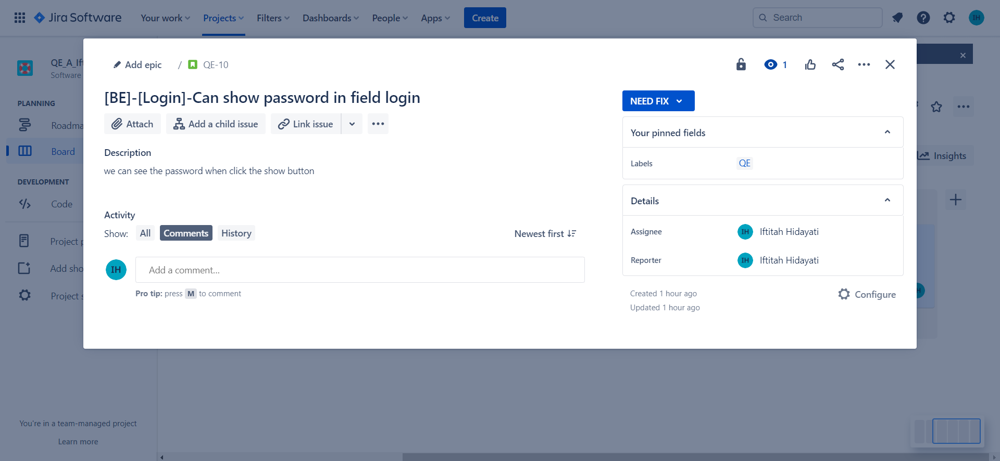 Jira Software
Your work
Projects
Filters
Dashboards
People
Apps
Create
Search
IH
QE_A_Ift
Software
PLANNING
Roadma
Board
DEVELOPMENT
Code
Project p
Add sho
Project s
You're in a team-managed project
Learn more
Add epic
/
QE-10
1
[BE]-[Login]-Can show password in field login
Attach
Add a child issue
Link issue
Description
we can see the password when click the show button
Activity
Show:
All
Comments
History
Newest first
IH
Add a comment...
Pro tip: press M to comment
NEED FIX
Your pinned fields
Labels
QE
Details
Assignee
IH
Iftitah Hidayati
Reporter
IH
Iftitah Hidayati
Created 1 hour ago
Updated 1 hour ago
Configure
Insights
H